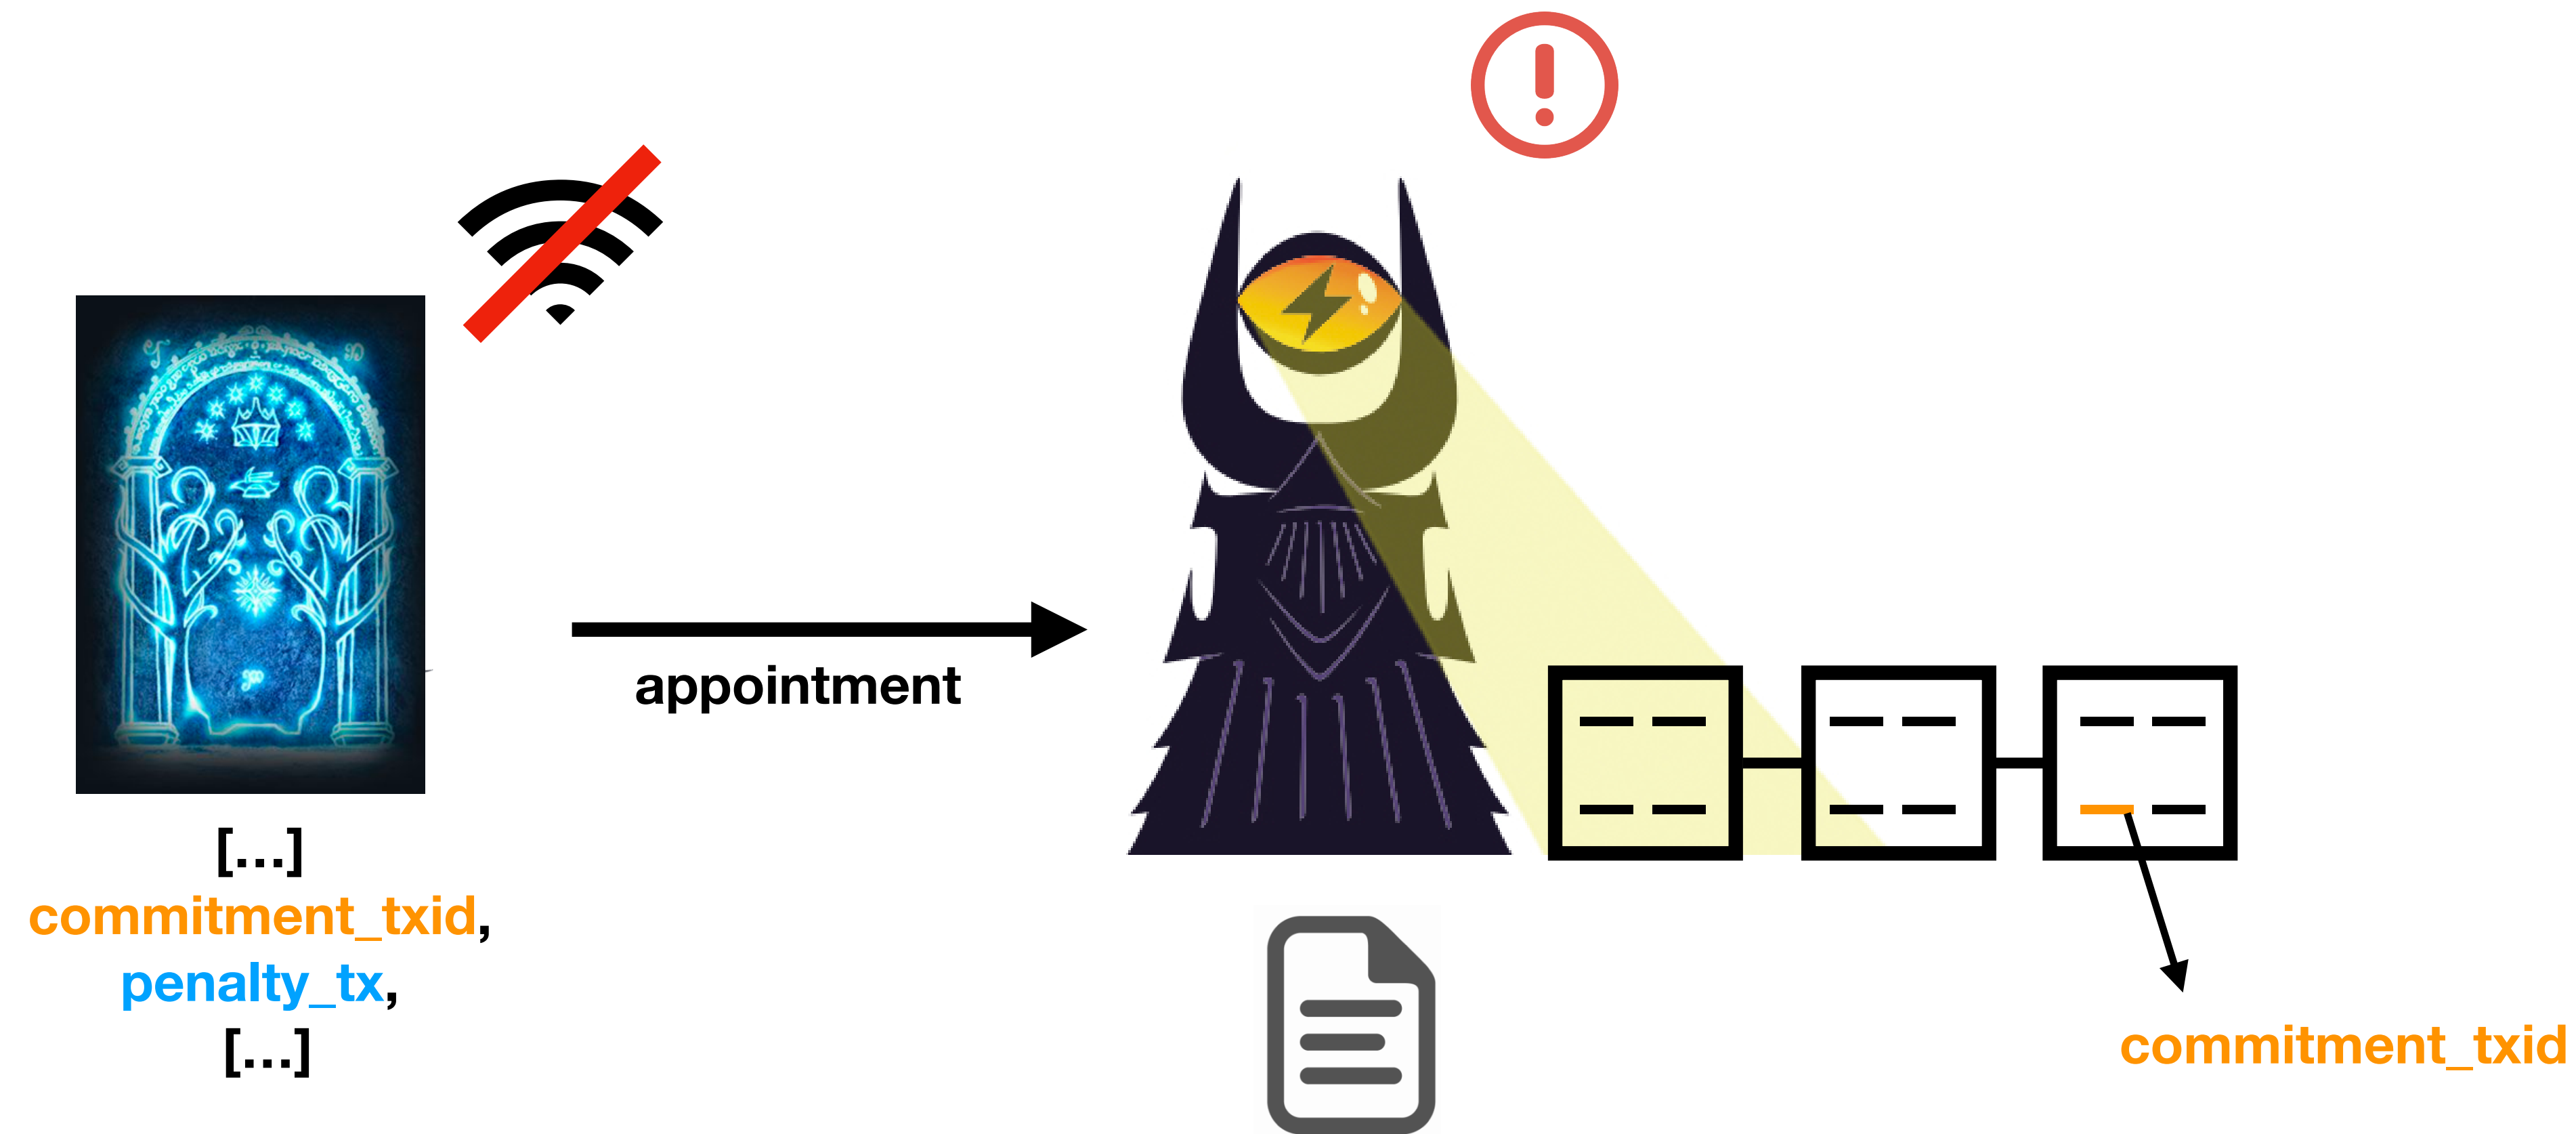 appointment
[…]
commitment_txid,
penalty_tx,
[…]
commitment_txid